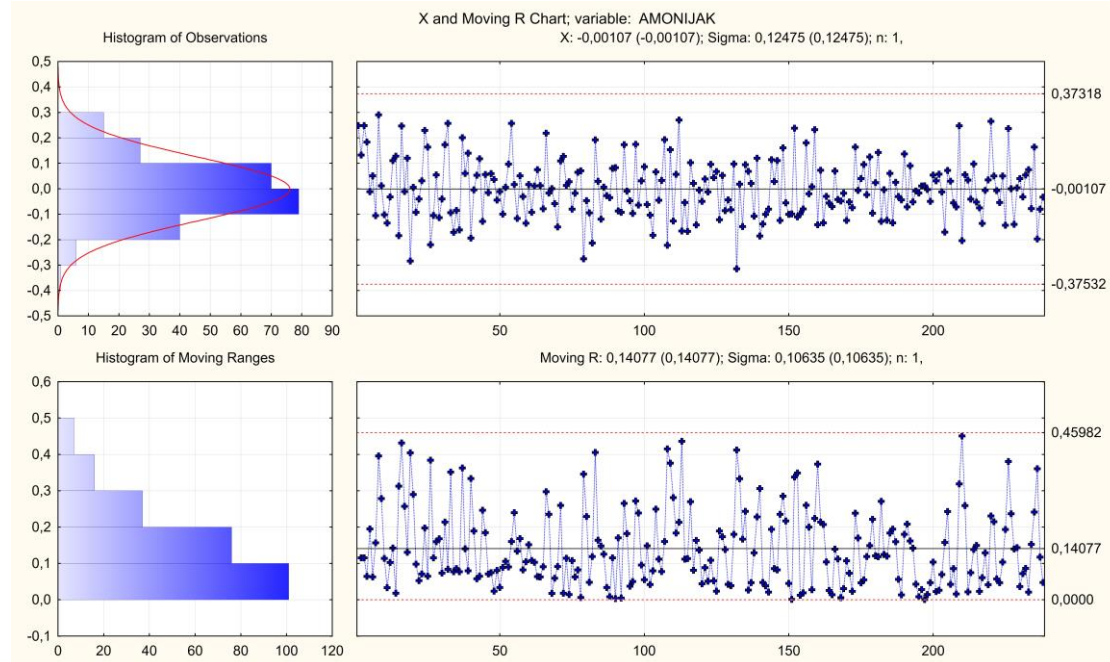 X and Moving R Chart; variable:  AMONIJAK
Histogram of Observations
X: -0,00107 (-0,00107); Sigma: 0,12475 (0,12475); n: 1,
0,5
0,4
0,3
0,2
0,1
0,0
-0,1
-0,2
-0,3
-0,4
-0,5
0 10 20 30 40 50 60 70 80 90
0,37318
-0,00107
-0,37532
50 100 150 200
Histogram of Moving Ranges
Moving R: 0,14077 (0,14077); Sigma: 0,10635 (0,10635); n: 1,
0,6
0,5
0,4
0,3
0,2
0,1
0,0
-0,1
0 20 40 60 80 100 120
0,45982
0,14077
0,0000
50 100 150 200